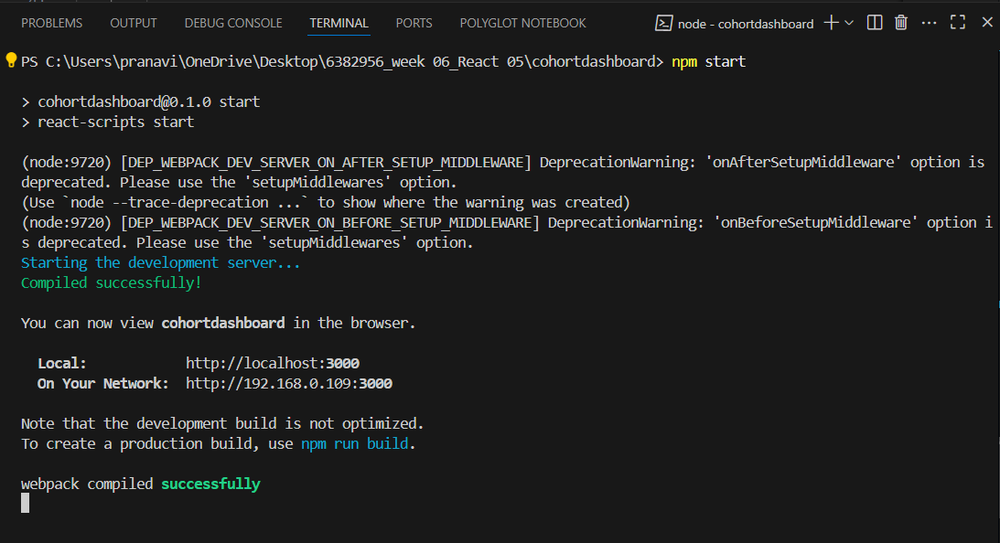 PROBLEMS OUTPUT DEBUG CONSOLE TERMINAL PORTS POLYGLOT NOTEBOOK node - cohortdashboard
PS C:\Users\pranavi\OneDrive\Desktop\6382956_week 06_React 05\cohortdashboard> npm start
> cohortdashboard@0.1.0 start
> react-scripts start
(node:9720) [DEP_WEBPACK_DEV_SERVER_ON_AFTER_SETUP_MIDDLEWARE] DeprecationWarning: 'onAfterSetupMiddleware' option is
deprecated. Please use the 'setupMiddlewares' option.
(Use `node --trace-deprecation ...` to show where the warning was created)
(node:9720) [DEP_WEBPACK_DEV_SERVER_ON_BEFORE_SETUP_MIDDLEWARE] DeprecationWarning: 'onBeforeSetupMiddleware' option i
s deprecated. Please use the 'setupMiddlewares' option.
Starting the development server...
Compiled successfully!
You can now view cohortdashboard in the browser.
Local: http://localhost:3000
On Your Network: http://192.168.0.109:3000
Note that the development build is not optimized.
To create a production build, use npm run build.
webpack compiled successfully